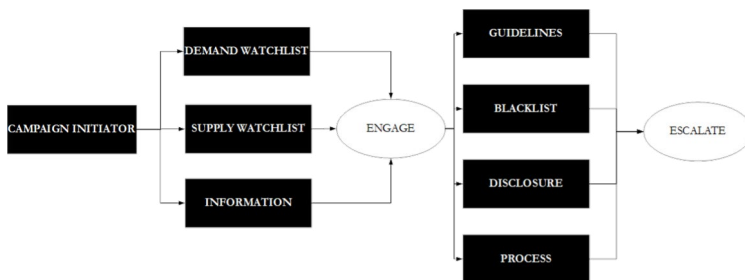 CAMPAIGN INITIATOR
DEMAND WATCHLIST
SUPPLY WATCHLIST
INFORMATION
ENGAGE
GUIDELINES
BLACKLIST
DISCLOSURE
PROCESS
ESCALATE